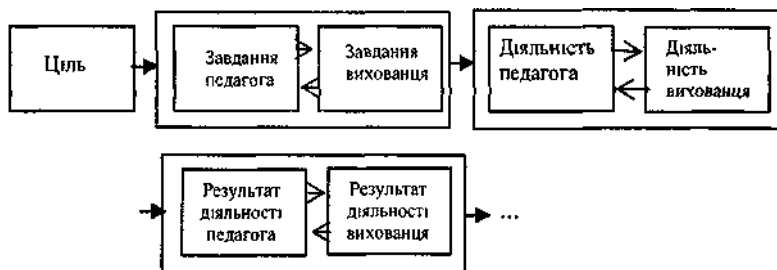 Ціль
Завдання
педагога
Завдання
вихованця
Діяльність
педагога
Діяль-
ність
вихованця
Результат
діяльності
педагога
Результат
діяльності
вихованця
...